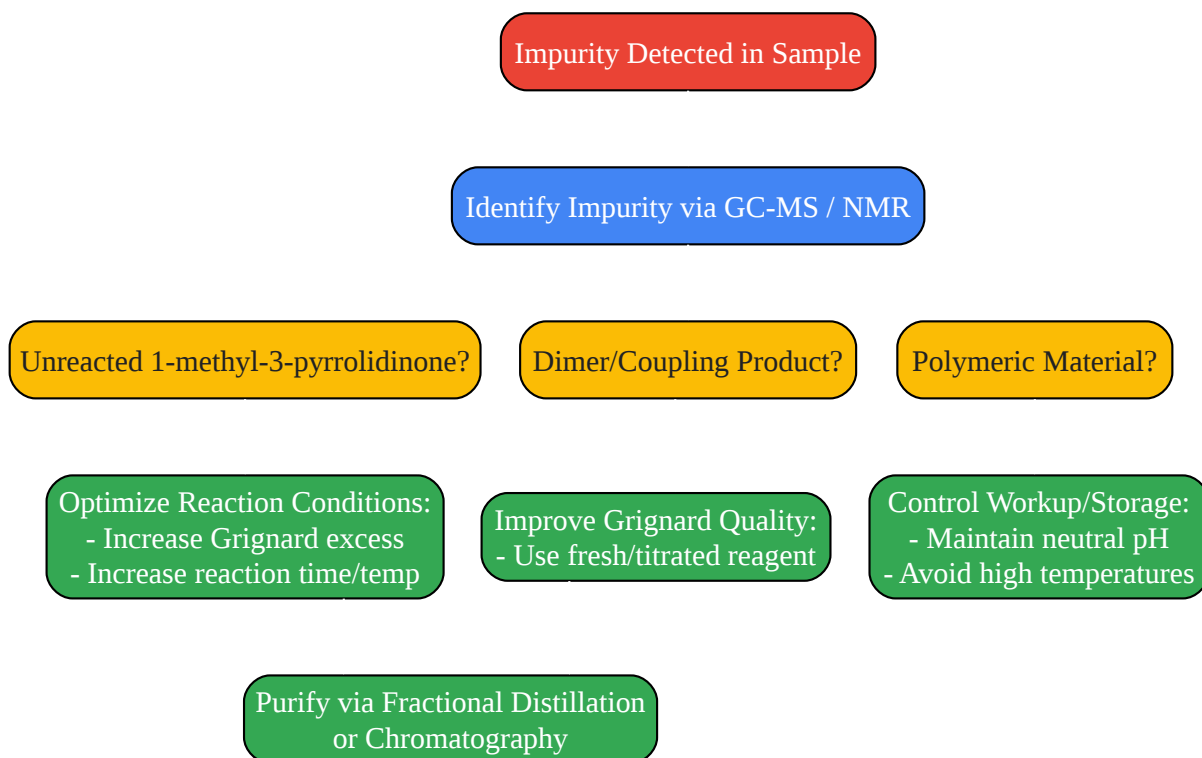 Impurity Detected in Sample
Identify Impurity via GC-MS / NMR
Unreacted 1-methyl-3-pyrrolidinone?
Dimer/Coupling Product?
Polymeric Material?
Optimize Reaction Conditions:
- Increase Grignard excess
- Increase reaction time/temp
Improve Grignard Quality:
- Use fresh/titrated reagent
Control Workup/Storage:
- Maintain neutral pH
- Avoid high temperatures
Purify via Fractional Distillation
or Chromatography